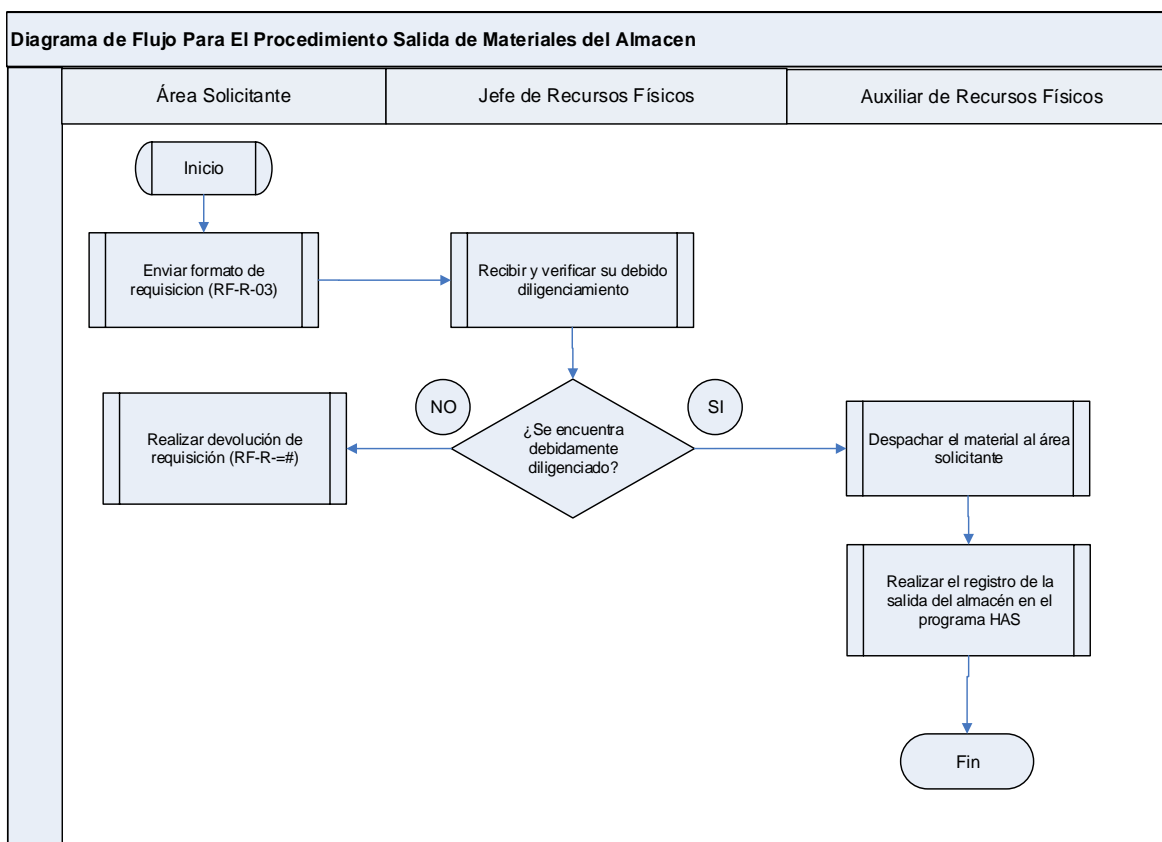 Diagrama de Flujo Para El Procedimiento Salida de Materiales del Almacen
Área Solicitante
Jefe de Recursos Físicos
Auxiliar de Recursos Físicos
Inicio
Enviar formato de
requisicion (RF-R-03)
Recibir y verificar su debido
diligenciamiento
NO
SI
¿Se encuentra
debidamente
diligenciado?
Realizar devolución de
requisición (RF-R-=#)
Despachar el material al área
solicitante
Realizar el registro de la
salida del almacén en el
programa HAS
Fin